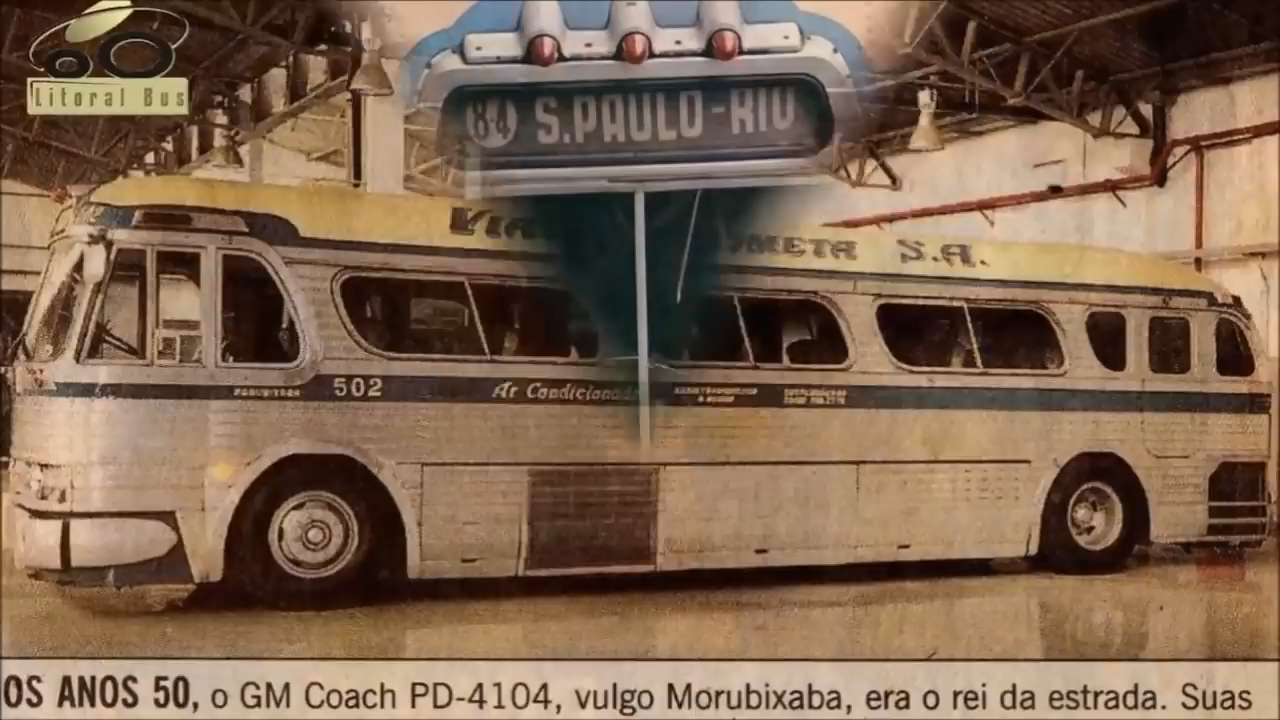 Litoral Bus
84 S.PAULO-RIO
S.A.
502
Ar Condicionado
OS ANOS 50, o GM Coach PD-4104, vulgo Morubixaba, era o rei da estrada. Suas